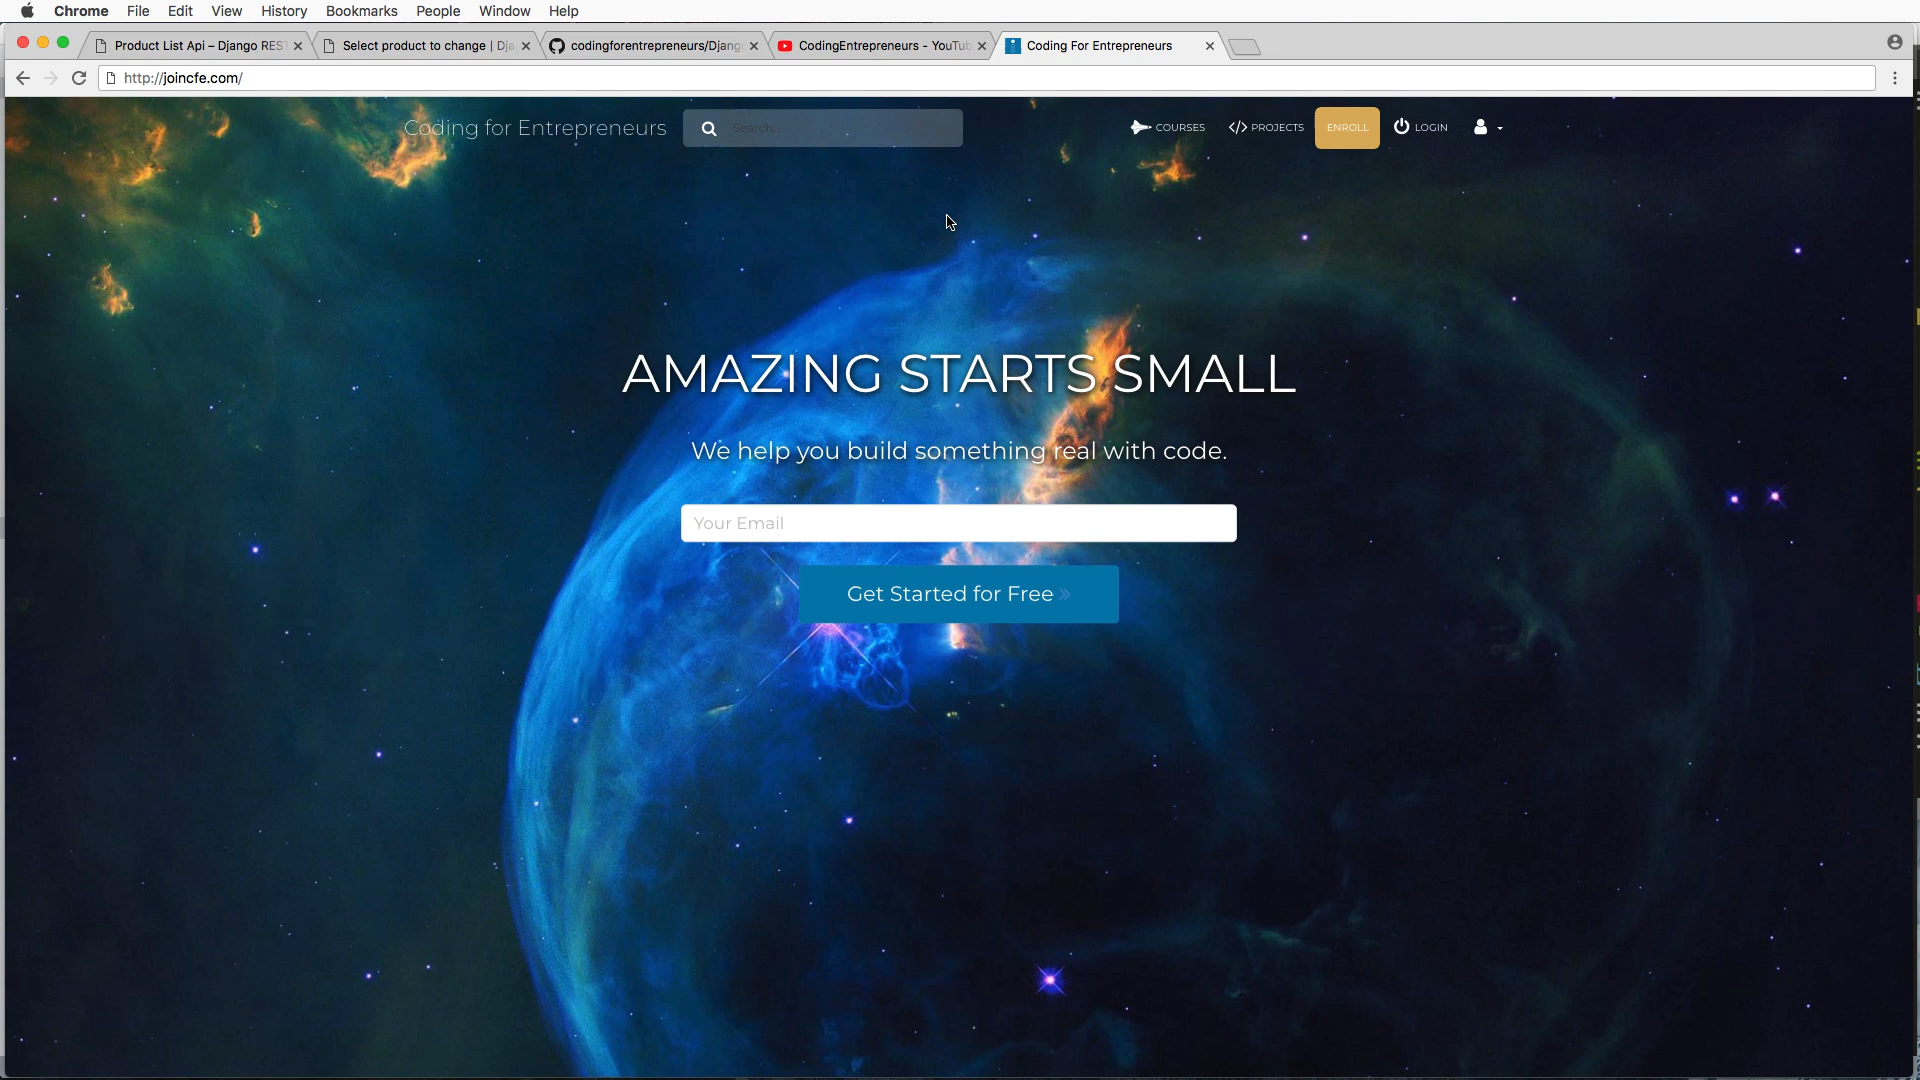 Chrome File Edit View History Bookmarks People Window Help
Product List Api – Django REST
Select product to change | Dja
codingforentrepreneurs/Djang
CodingEntrepreneurs - YouTub
Coding For Entrepreneurs
http://joincfe.com/
Coding for Entrepreneurs
Search...
COURSES
PROJECTS
ENROLL
LOGIN
AMAZING STARTS SMALL
We help you build something real with code.
Your Email
Get Started for Free »